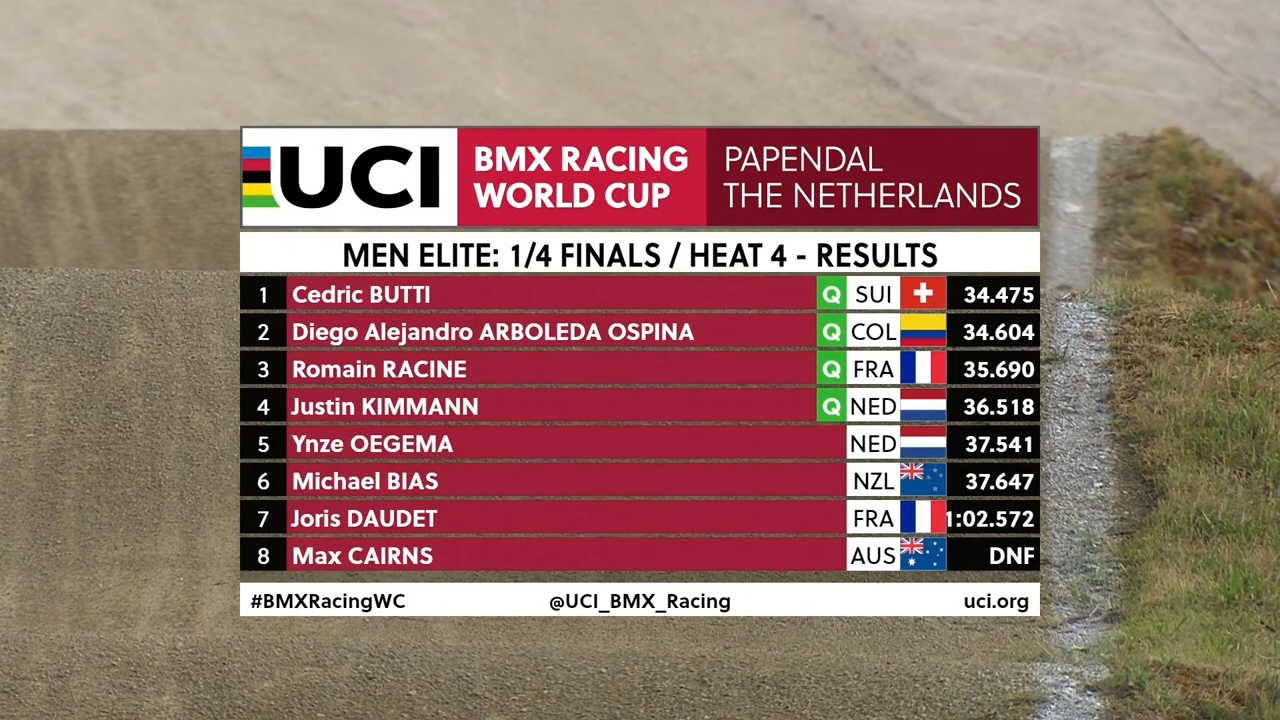 UCI
BMX RACING
WORLD CUP
PAPENDAL
THE NETHERLANDS
MEN ELITE: 1/4 FINALS / HEAT 4 - RESULTS
1 Cedric BUTTI Q SUI 34.475
2 Diego Alejandro ARBOLEDA OSPINA Q COL 34.604
3 Romain RACINE Q FRA 35.690
4 Justin KIMMANN Q NED 36.518
5 Ynze OEGEMA NED 37.541
6 Michael BIAS NZL 37.647
7 Joris DAUDET FRA 1:02.572
8 Max CAIRNS AUS DNF
#BMXRacingWC @UCI_BMX_Racing uci.org